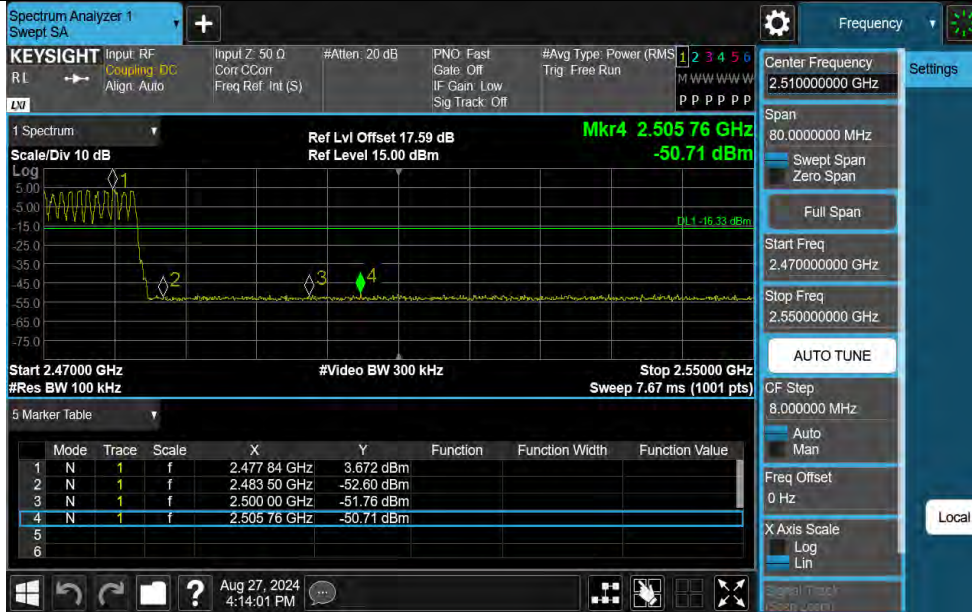 Spectrum Analyzer 1
Swept SA
Frequency
KEYSIGHT
Input: RF
Coupling: DC
Align: Auto
Input Z: 50 Ω
Corr CCorr
Freq Ref: Int (S)
#Atten: 20 dB
PNO: Fast
Gate: Off
IF Gain: Low
Sig Track: Off
#Avg Type: Power (RMS
Trig: Free Run
1 2 3 4 5 6
M W W W W W
P P P P P P
RL
LXI
1 Spectrum
Scale/Div 10 dB
Ref Lvl Offset 17.59 dB
Ref Level 15.00 dBm
Mkr4 2.505 76 GHz
-50.71 dBm
Log
5.00
-5.00
-15.0
-25.0
-35.0
-45.0
-55.0
-65.0
-75.0
1
2
3
4
DL1 -16.33 dBm
Start 2.47000 GHz
#Video BW 300 kHz
Stop 2.55000 GHz
#Res BW 100 kHz
Sweep 7.67 ms (1001 pts)
5 Marker Table
Mode Trace Scale X Y Function Function Width Function Value
1 N 1 f 2.477 84 GHz 3.672 dBm
2 N 1 f 2.483 50 GHz -52.60 dBm
3 N 1 f 2.500 00 GHz -51.76 dBm
4 N 1 f 2.505 76 GHz -50.71 dBm
5
6
?
Aug 27, 2024
4:14:01 PM
Center Frequency
2.510000000 GHz
Span
80.0000000 MHz
Swept Span
Zero Span
Full Span
Start Freq
2.470000000 GHz
Stop Freq
2.550000000 GHz
AUTO TUNE
CF Step
8.000000 MHz
Auto
Man
Freq Offset
0 Hz
X Axis Scale
Log
Lin
Signal Track
Settings
Local